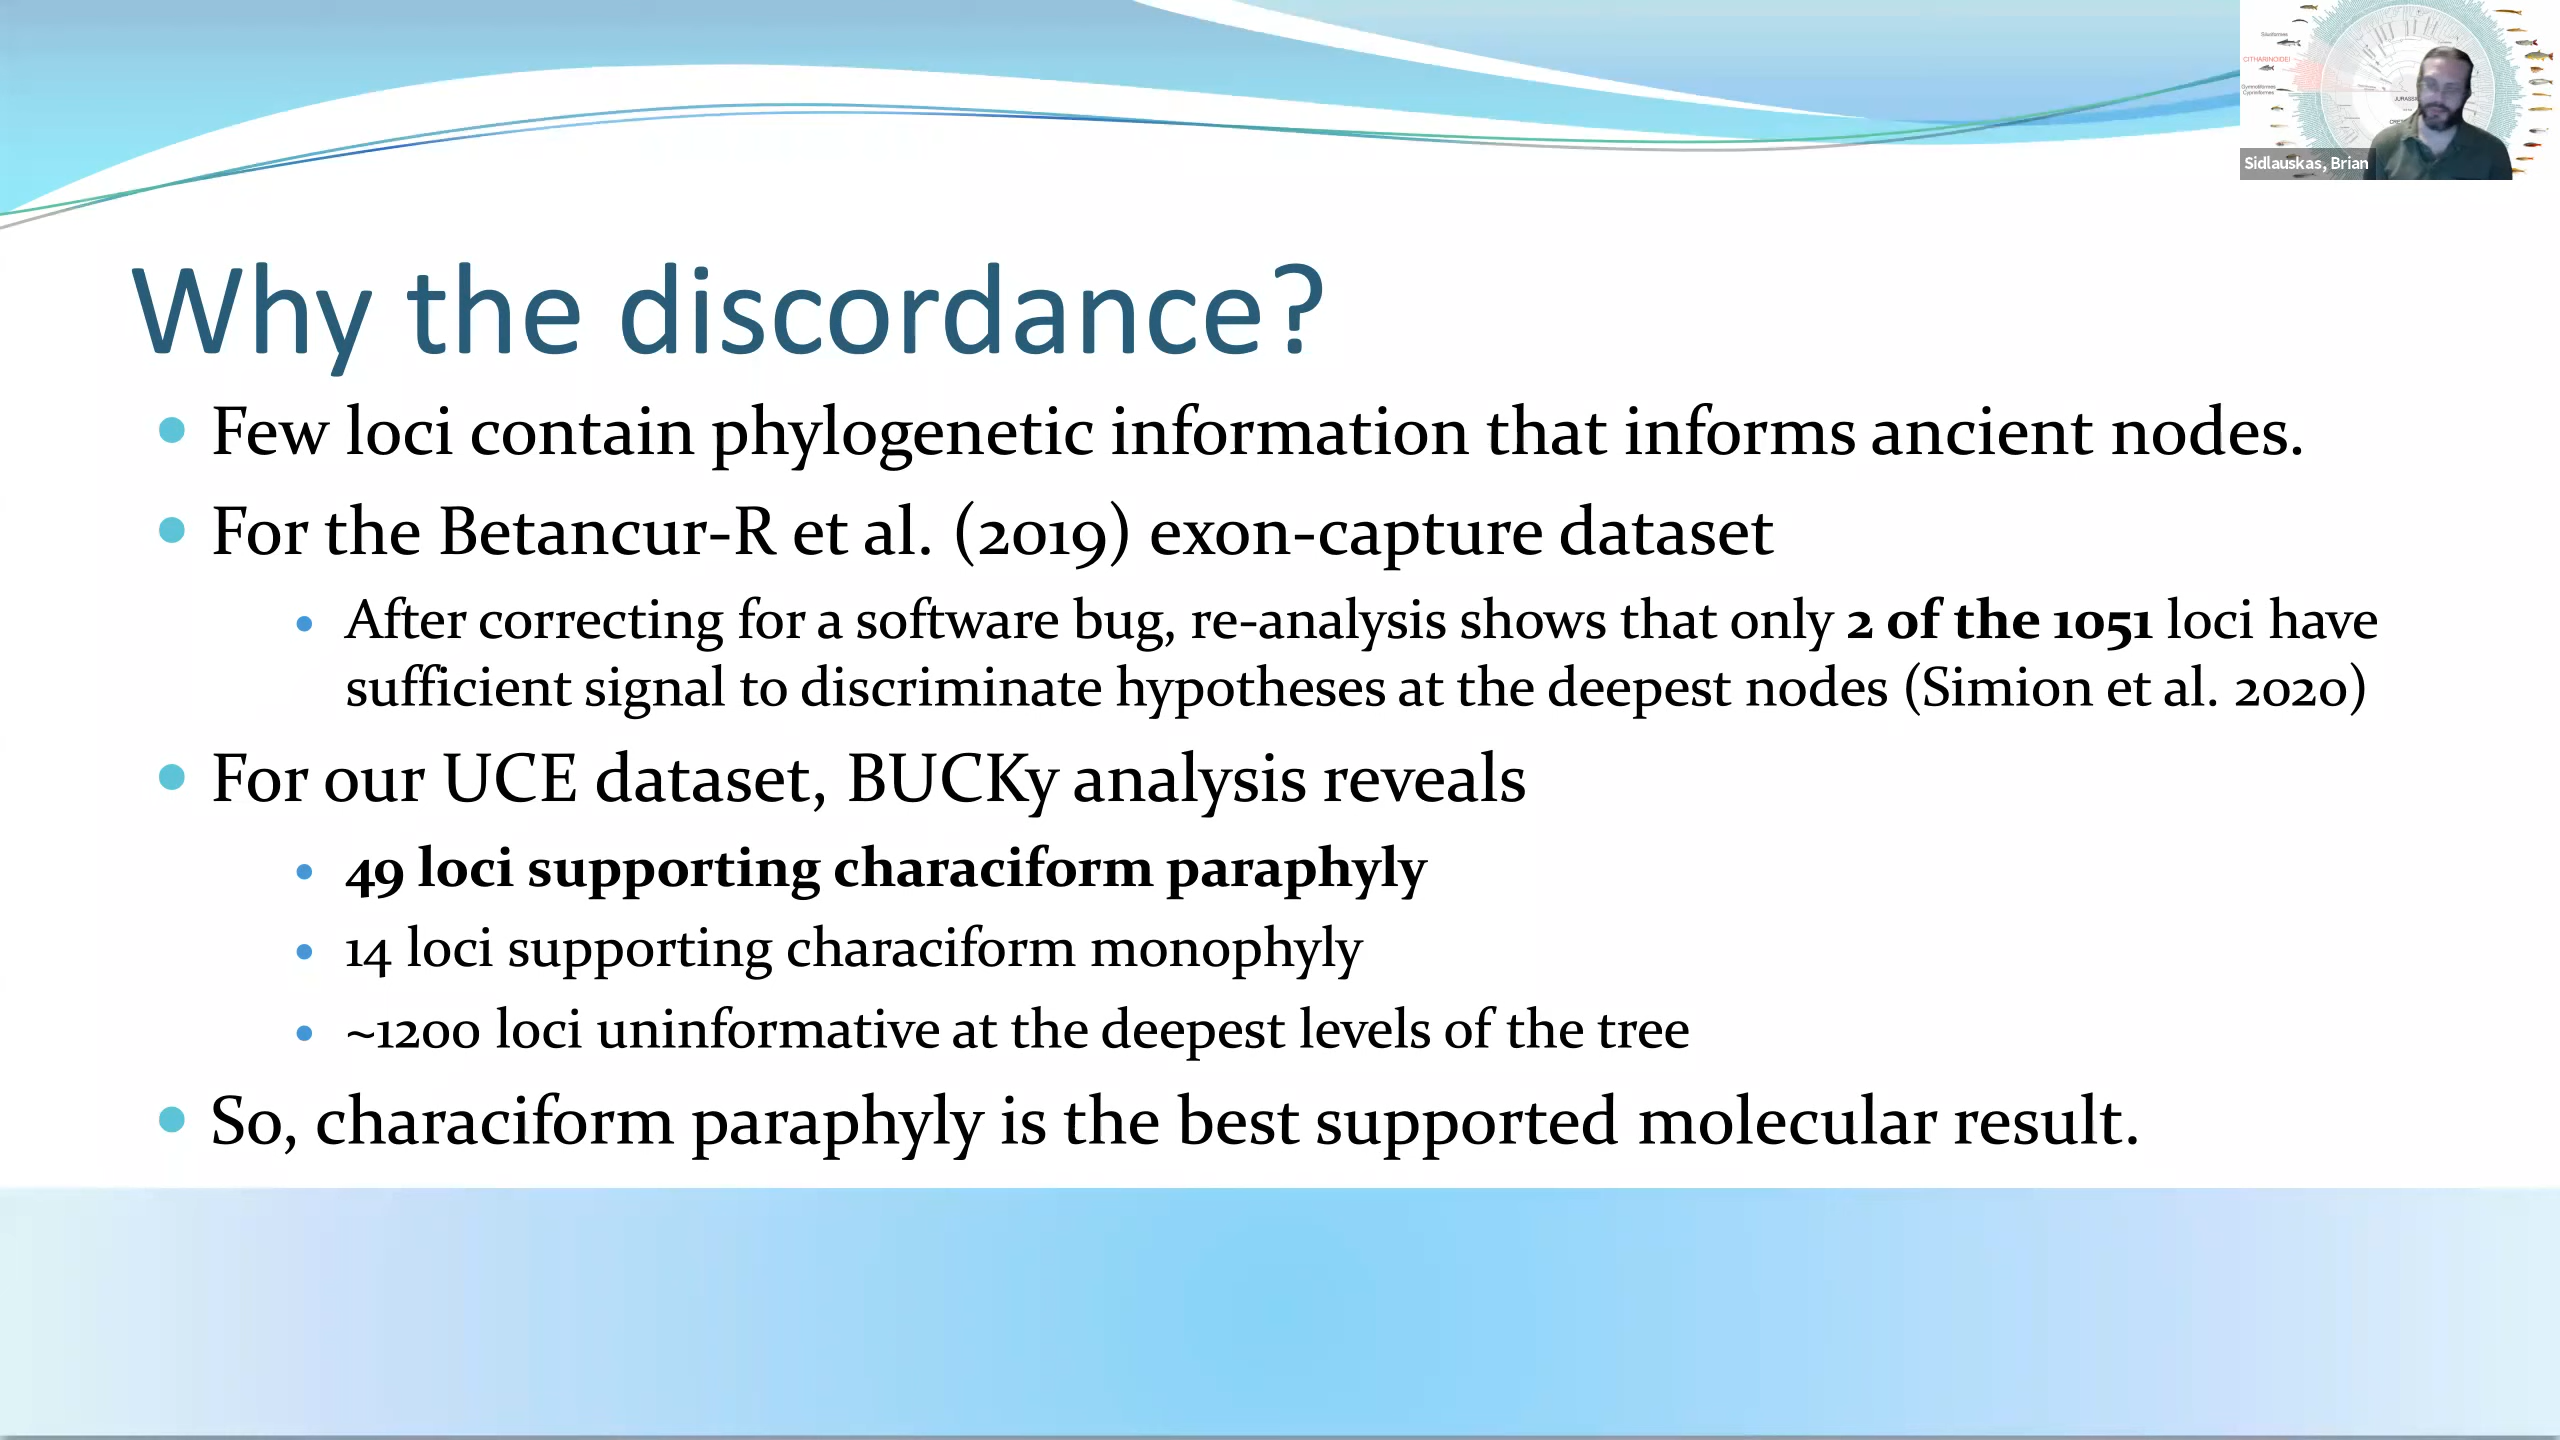 Why the discordance?
Few loci contain phylogenetic information that informs ancient nodes.
For the Betancur-R et al. (2019) exon-capture dataset
After correcting for a software bug, re-analysis shows that only 2 of the 1051 loci have
sufficient signal to discriminate hypotheses at the deepest nodes (Simion et al. 2020)
For our UCE dataset, BUCKy analysis reveals
49 loci supporting characiform paraphyly
14 loci supporting characiform monophyly
~1200 loci uninformative at the deepest levels of the tree
So, characiform paraphyly is the best supported molecular result.
Siluriformes
CITHARINOIDEI
Gymnotiformes
Cypriniformes
Sidlauskas, Brian